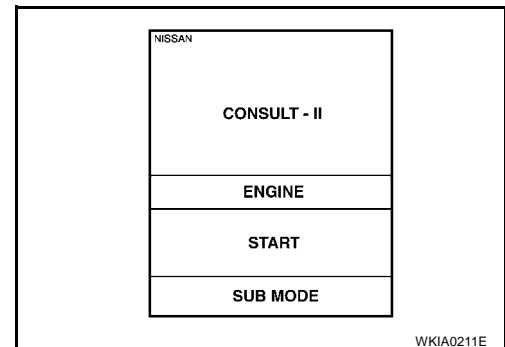 NISSAN
CONSULT - II
ENGINE
START
SUB MODE
WKIA0211E